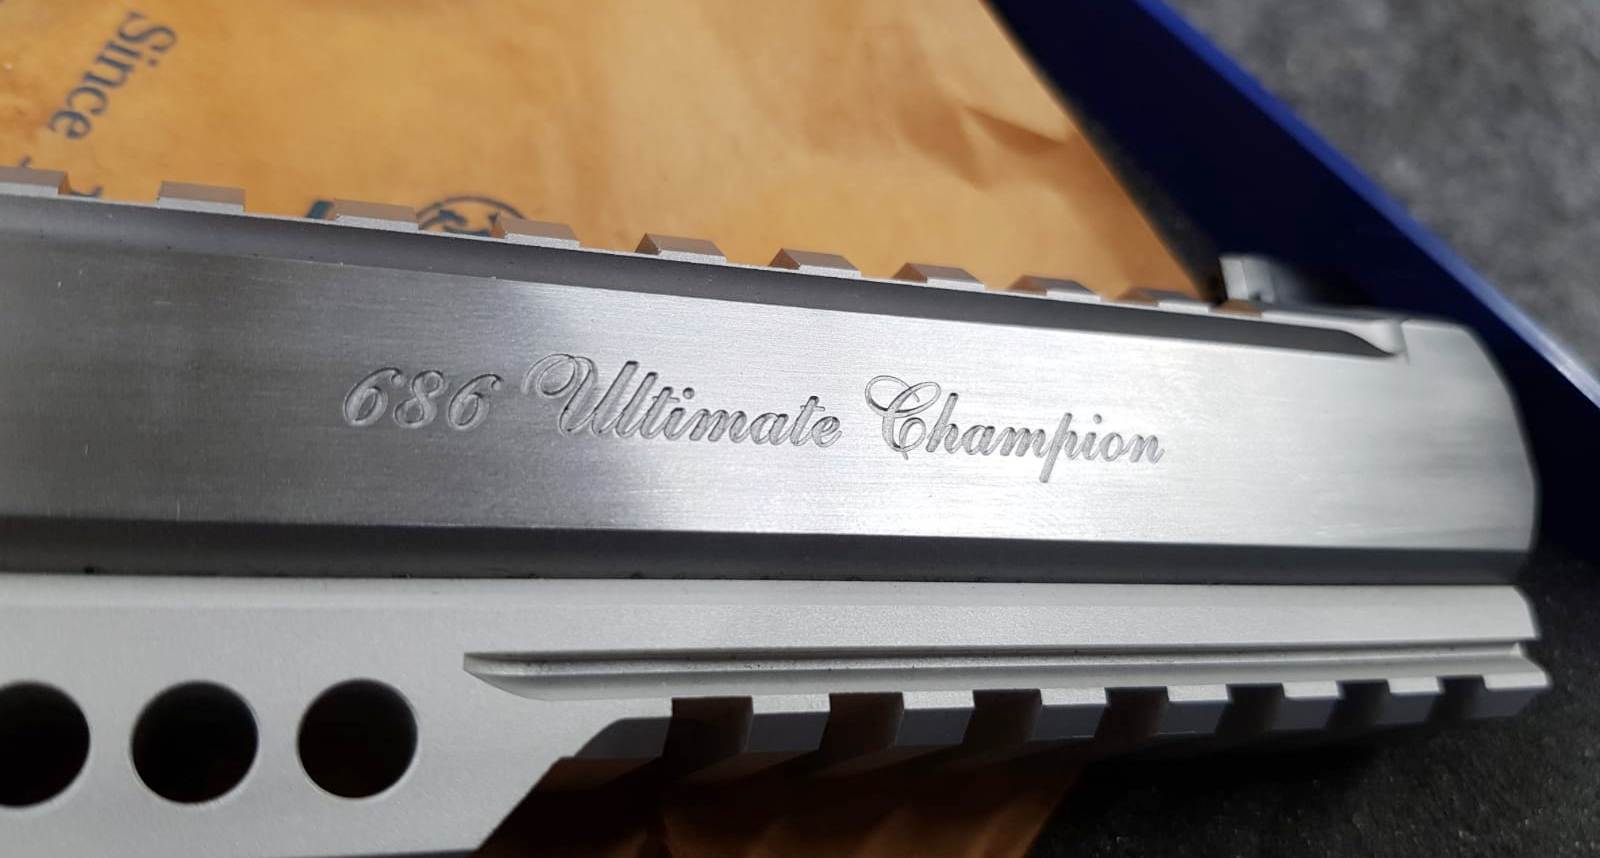 Since
686 Ultimate Champion